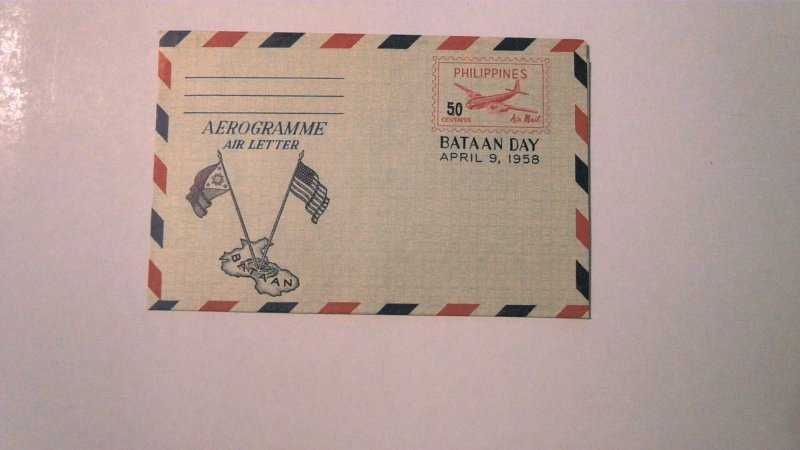 AEROGRAMME
AIR LETTER
BATAAN
PHILIPPINES
50
CENTAVOS
Air Mail
BATAAN DAY
APRIL 9, 1958